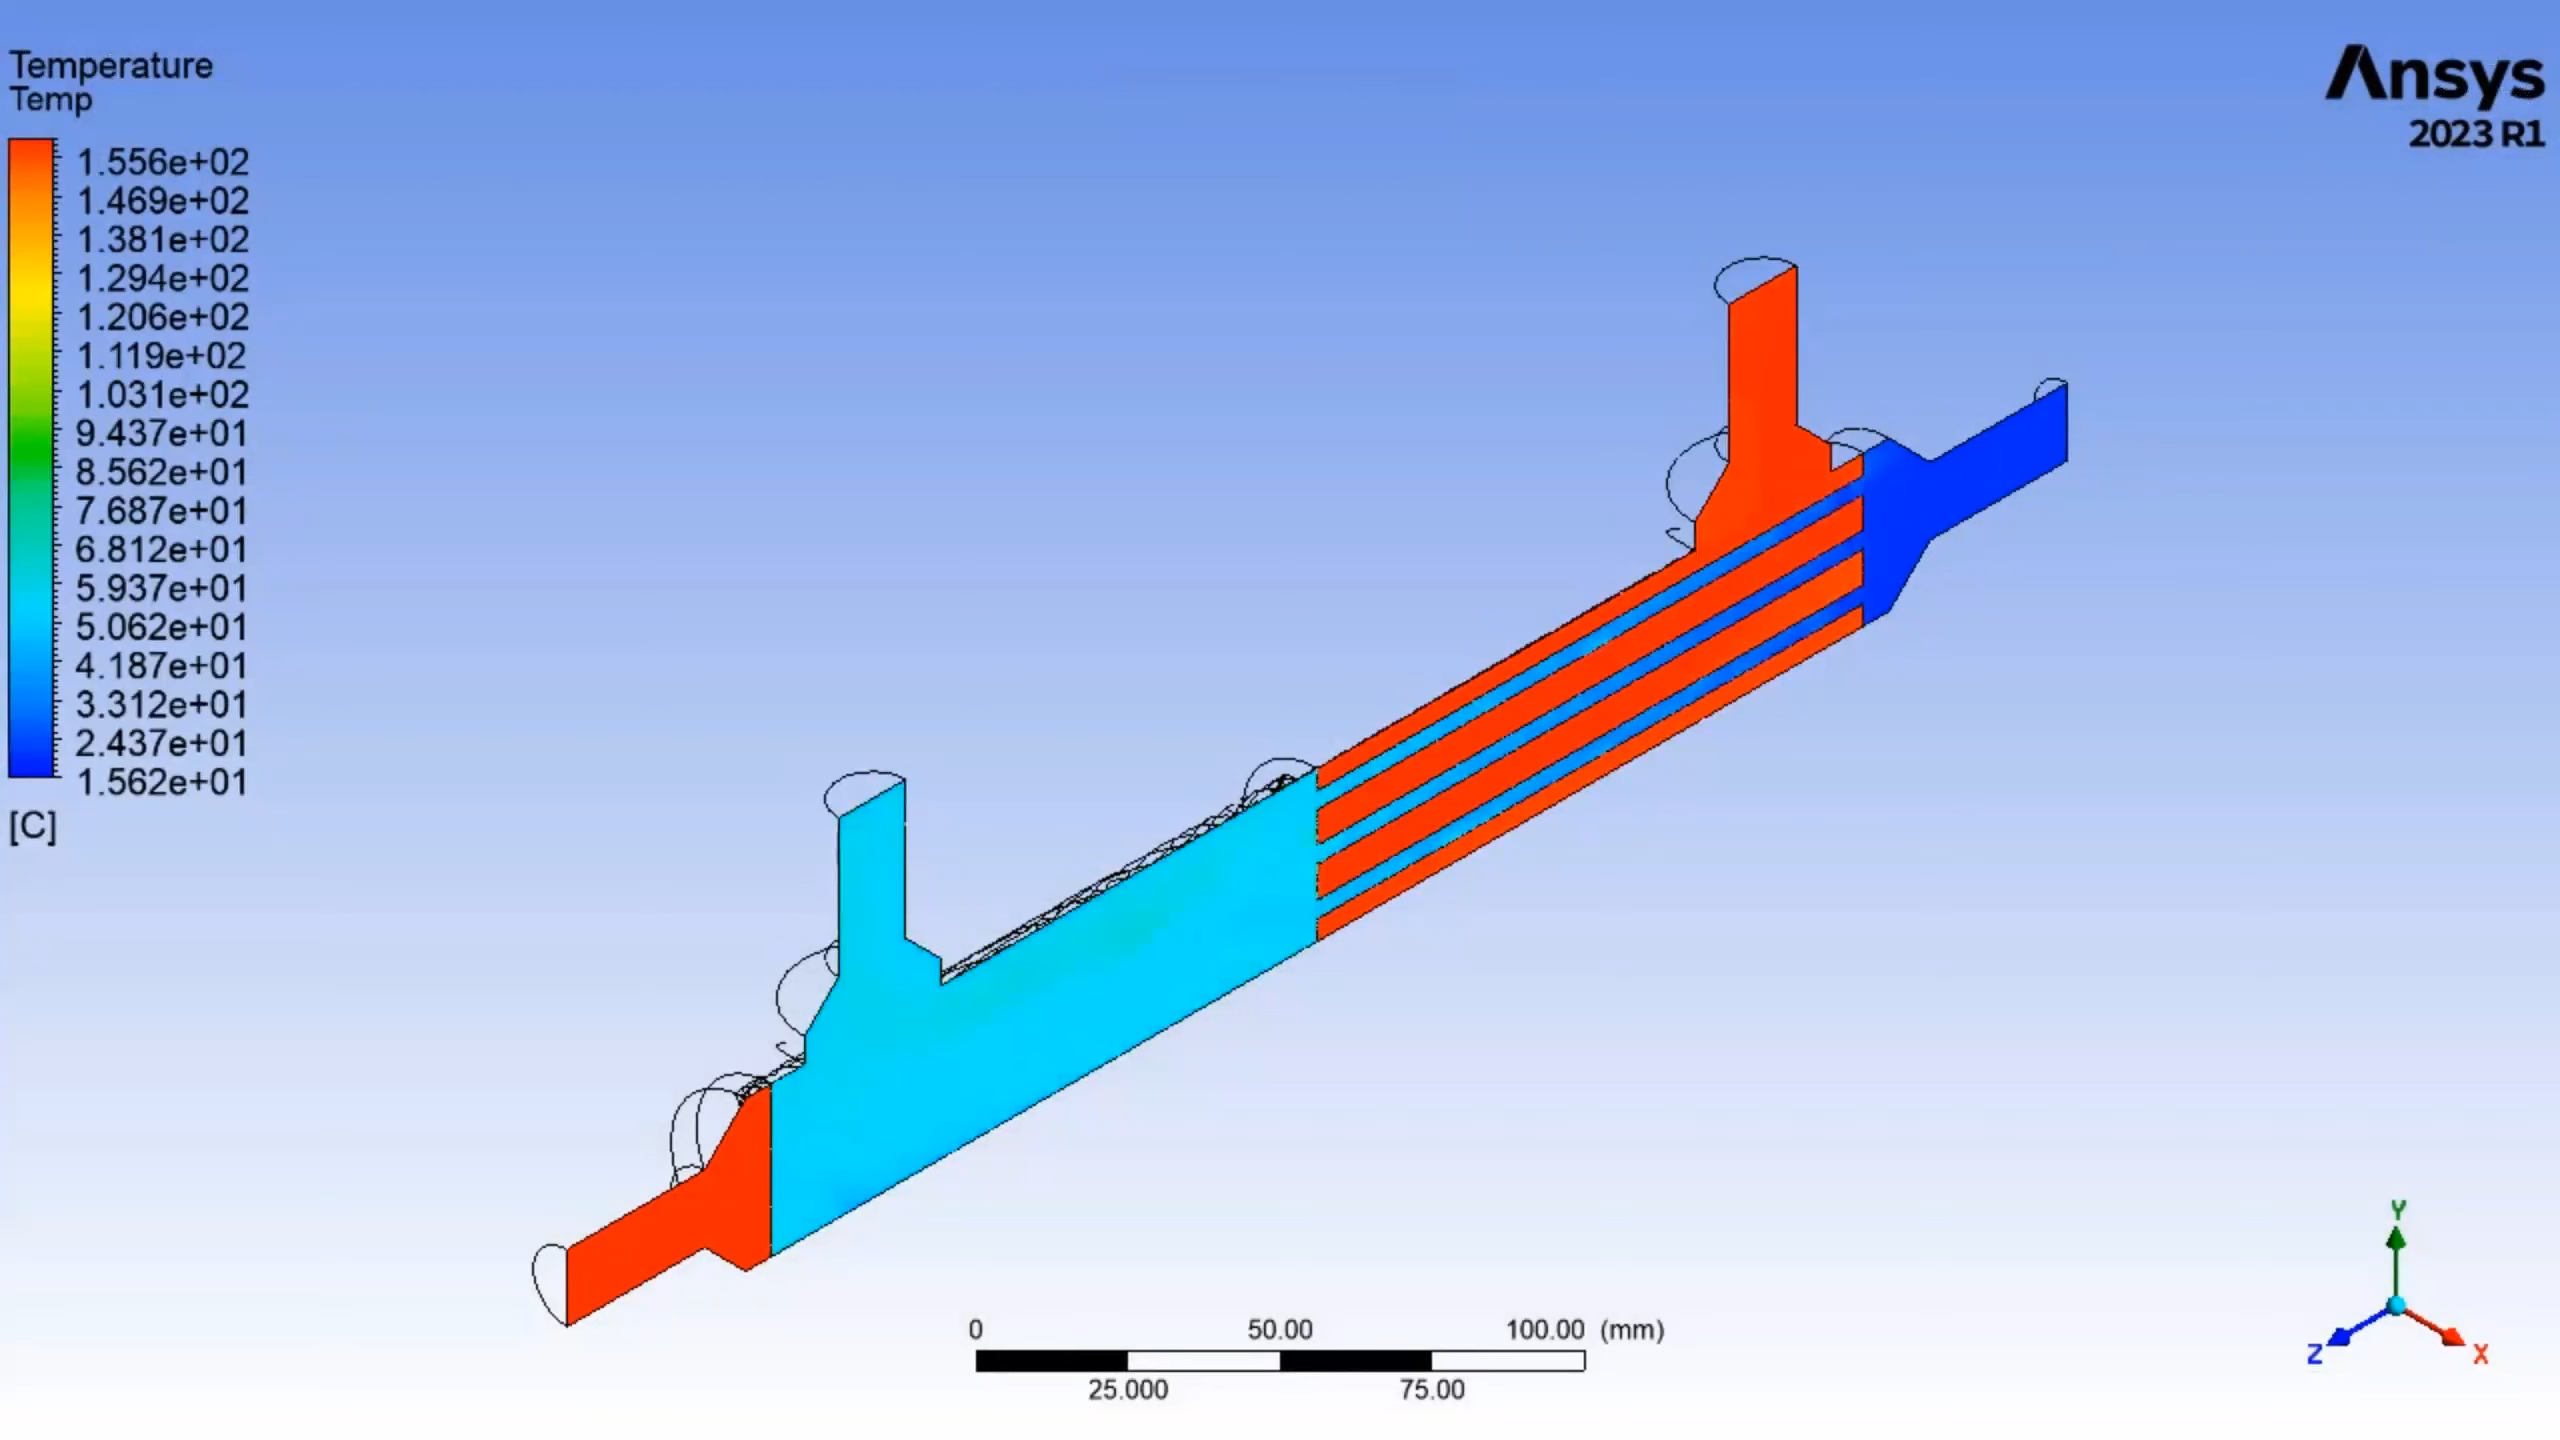 Temperature
Temp
1.556e+02
1.469e+02
1.381e+02
1.294e+02
1.206e+02
1.119e+02
1.031e+02
9.437e+01
8.562e+01
7.687e+01
6.812e+01
5.937e+01
5.062e+01
4.187e+01
3.312e+01
2.437e+01
1.562e+01
[C]
Ansys
2023 R1
0 50.00 100.00 (mm)
25.000 75.00
Y
Z X